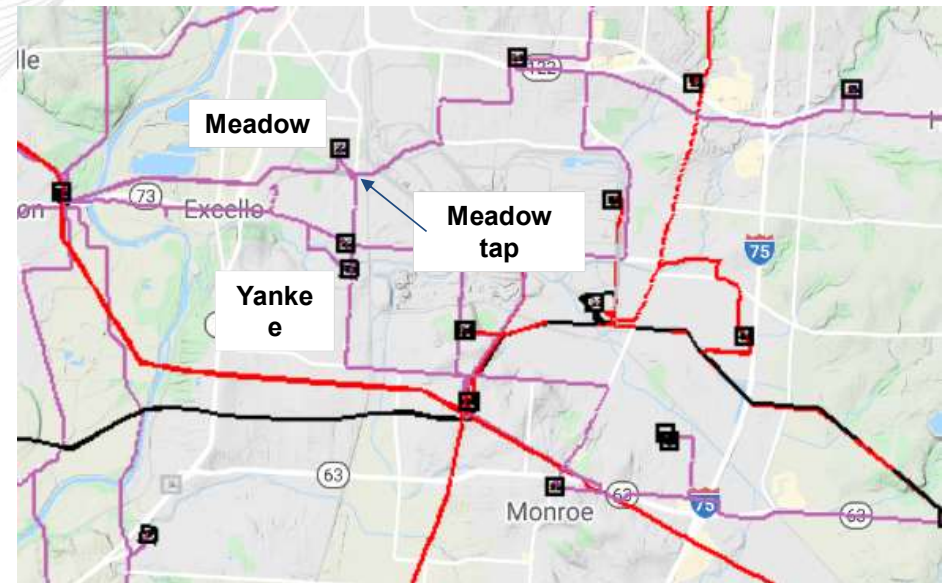 lle
122
Meadow
H
73
on
Excello
Meadow
tap
75
Yanke
e
63
Monroe
63
75
63